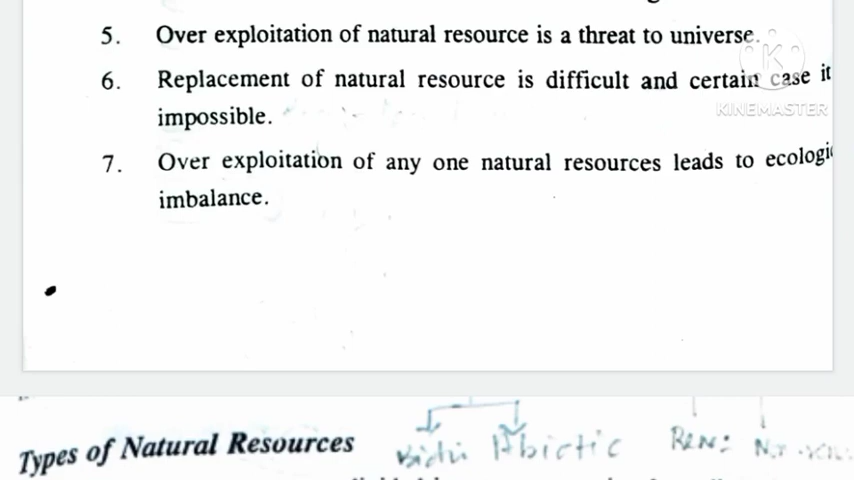 5. Over exploitation of natural resource is a threat to universe.
6. Replacement of natural resource is difficult and certain case it
impossible.
KINEMASTER
7. Over exploitation of any one natural resources leads to ecologic
imbalance.
Types of Natural Resources Abictic Ren: